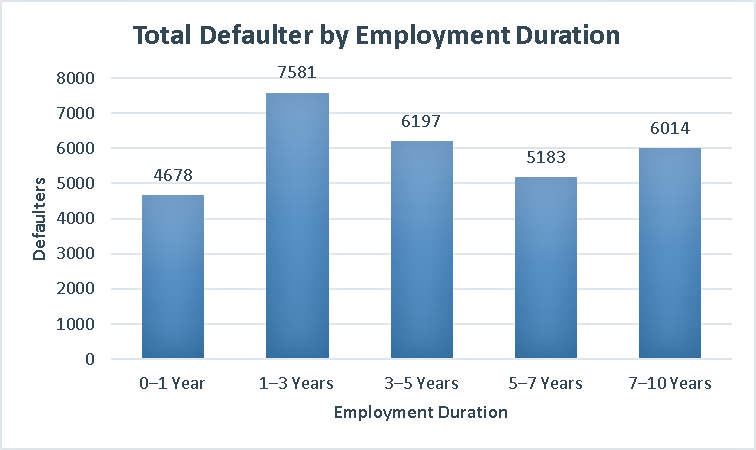 Total Defaulter by Employment Duration
8000
7000
6000
5000
4000
3000
2000
1000
0
Defaulters
4678
7581
6197
5183
6014
0–1 Year
1–3 Years
3–5 Years
5–7 Years
7–10 Years
Employment Duration